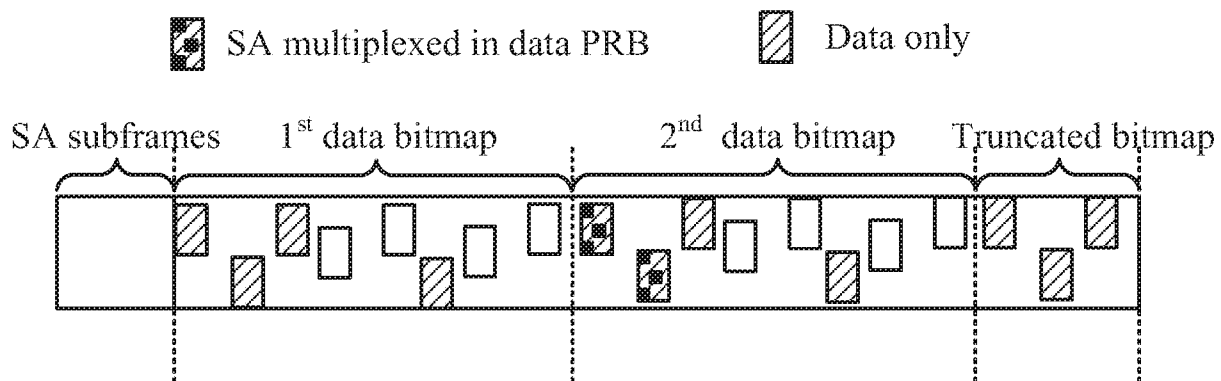 SA multiplexed in data PRB
Data only
SA subframes 1st data bitmap 2nd data bitmap Truncated bitmap